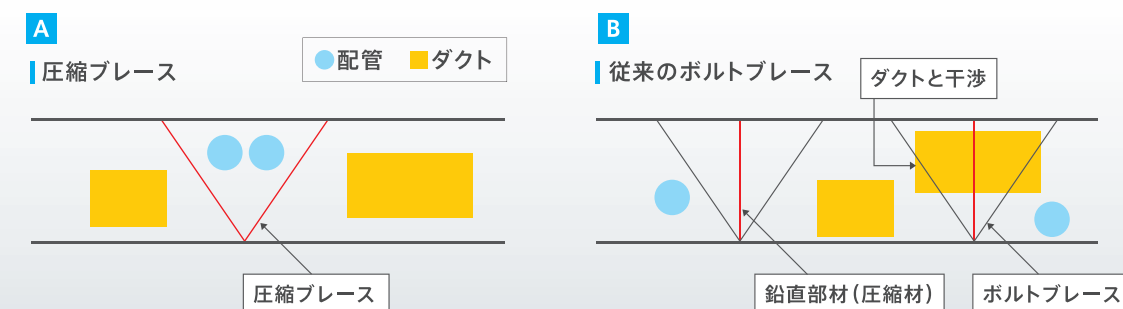 A
圧縮ブレース
配管 ダクト
圧縮ブレース
B
従来のボルトブレース
ダクトと干渉
鉛直部材（圧縮材）
ボルトブレース